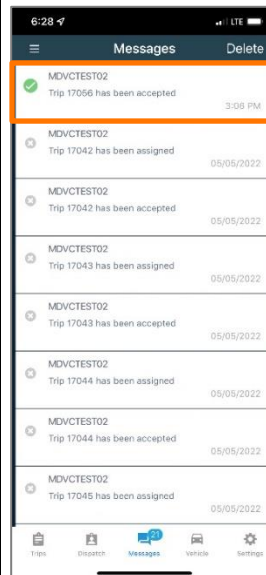 6:28
LTE
Messages
Delete
MDVCTEST02
Trip 17056 has been accepted
3:08 PM
MDVCTEST02
Trip 17042 has been assigned
05/05/2022
MDVCTEST02
Trip 17042 has been accepted
05/05/2022
MDVCTEST02
Trip 17043 has been assigned
05/05/2022
MDVCTEST02
Trip 17043 has been accepted
05/05/2022
MDVCTEST02
Trip 17044 has been assigned
05/05/2022
MDVCTEST02
Trip 17044 has been accepted
05/05/2022
MDVCTEST02
Trip 17045 has been assigned
05/05/2022
21
Trips
Dispatch
Messages
Vehicle
Settings